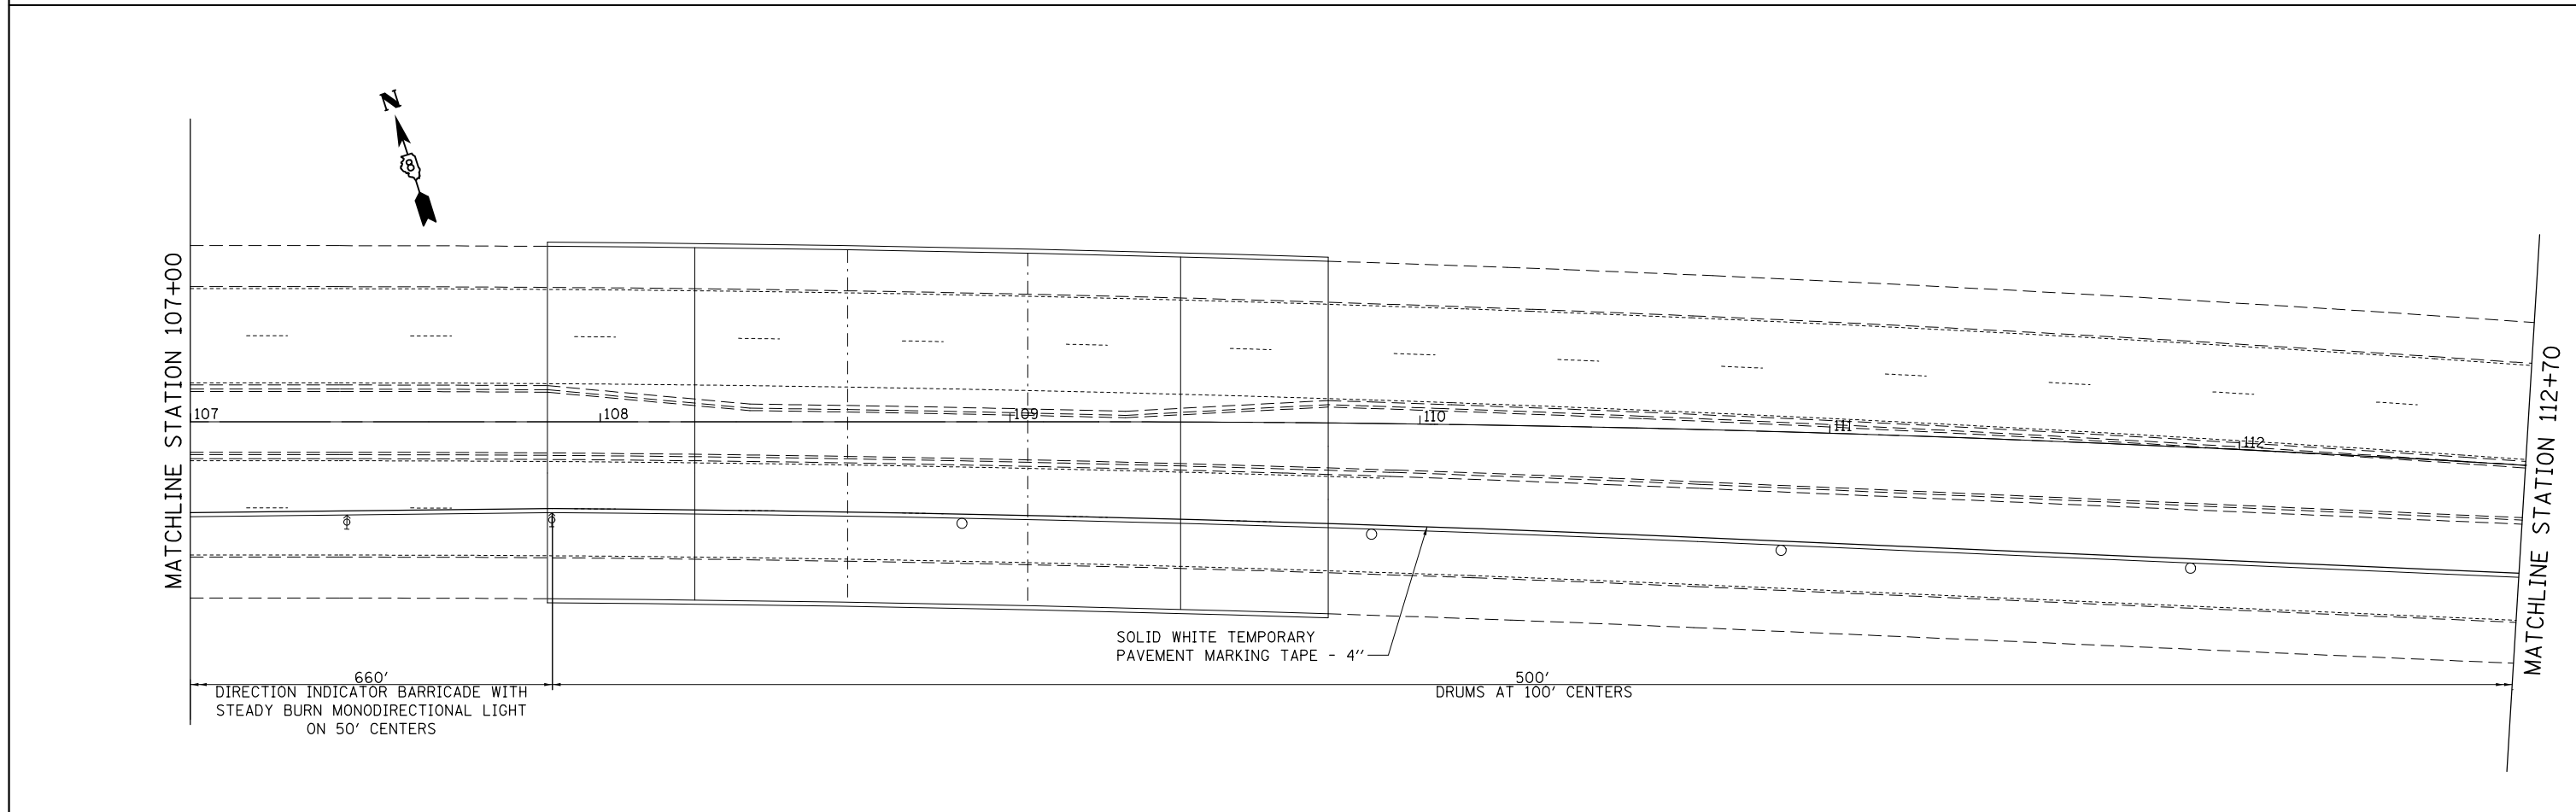 N
8
MATCHLINE STATION 107+00
107
108
109
110
111
112
MATCHLINE STATION 112+70
SOLID WHITE TEMPORARY
PAVEMENT MARKING TAPE - 4''
660'
DIRECTION INDICATOR BARRICADE WITH
STEADY BURN MONODIRECTIONAL LIGHT
ON 50' CENTERS
500'
DRUMS AT 100' CENTERS